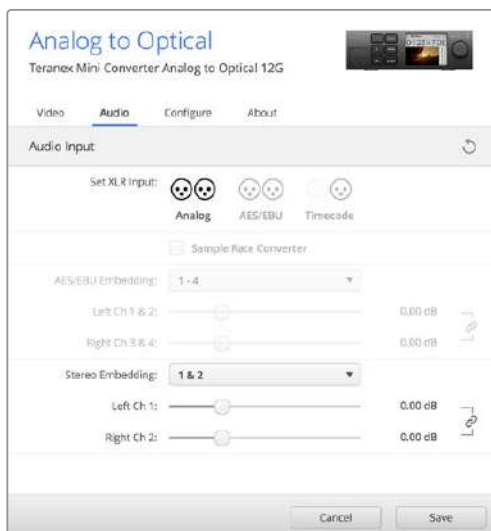 Analog to Optical
Teranex Mini Converter Analog to Optical 12G
Video Audio Configure About
Audio Input
Set XLR Input:
Analog AES/EBU Timecode
Sample Rate Converter
AES/EBU Embedding: 1 - 4
Left Ch 1 & 2: 0.00 dB
Right Ch 3 & 4: 0.00 dB
Stereo Embedding: 1 & 2
Left Ch 1: 0.00 dB
Right Ch 2: 0.00 dB
Cancel Save